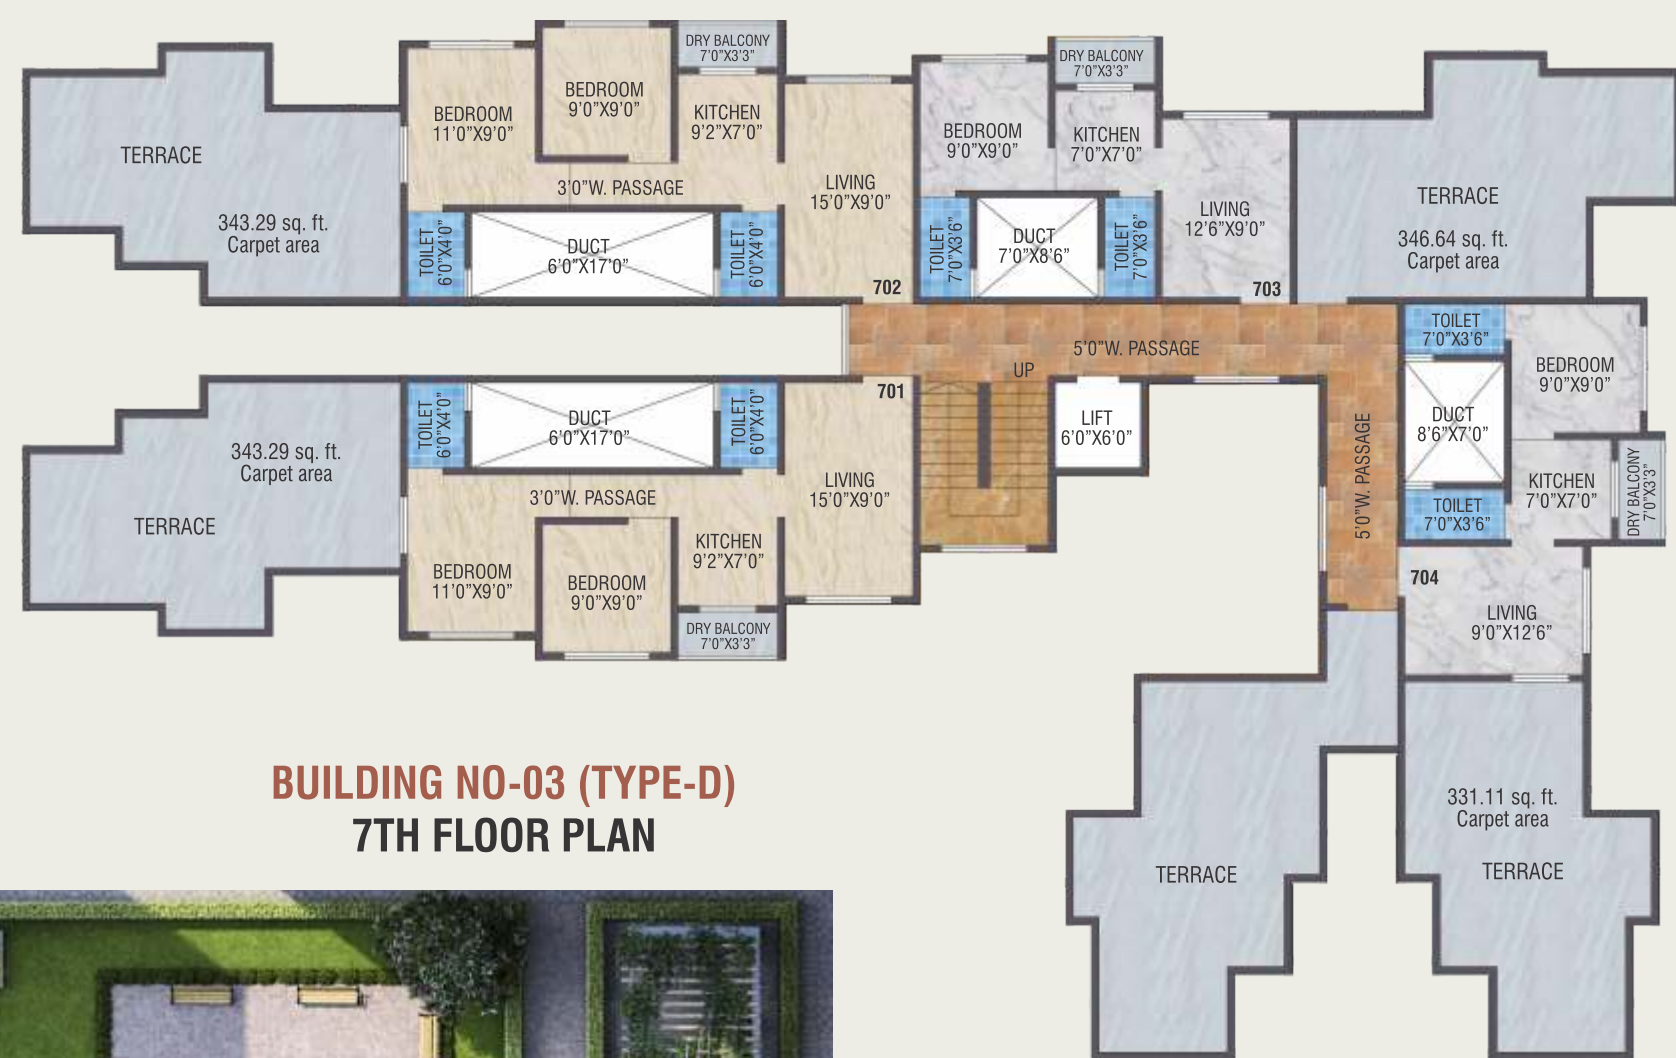 DRY BALCONY
7'0"X3'3"
BEDROOM
9'0"X9'0"
BEDROOM
11'0"X9'0"
KITCHEN
9'2"X7'0"
TERRACE
343.29 sq. ft.
Carpet area
3'0"W. PASSAGE
LIVING
15'0"X9'0"
TOILET
6'0"X4'0"
DUCT
6'0"X17'0"
TOILET
6'0"X4'0"
702
DRY BALCONY
7'0"X3'3"
BEDROOM
9'0"X9'0"
KITCHEN
7'0"X7'0"
LIVING
12'6"X9'0"
TOILET
7'0"X3'6"
DUCT
7'0"X8'6"
TOILET
7'0"X3'6"
703
TERRACE
346.64 sq. ft.
Carpet area
5'0"W. PASSAGE
UP
701
LIFT
6'0"X6'0"
5'0"W. PASSAGE
TOILET
7'0"X3'6"
BEDROOM
9'0"X9'0"
DUCT
8'6"X7'0"
KITCHEN
7'0"X7'0"
DRY BALCONY
7'0"X3'3"
TOILET
7'0"X3'6"
704
LIVING
9'0"X12'6"
TOILET
6'0"X4'0"
DUCT
6'0"X17'0"
TOILET
6'0"X4'0"
343.29 sq. ft.
Carpet area
TERRACE
3'0"W. PASSAGE
LIVING
15'0"X9'0"
KITCHEN
9'2"X7'0"
BEDROOM
11'0"X9'0"
BEDROOM
9'0"X9'0"
DRY BALCONY
7'0"X3'3"
331.11 sq. ft.
Carpet area
TERRACE
TERRACE
BUILDING NO-03 (TYPE-D)
7TH FLOOR PLAN